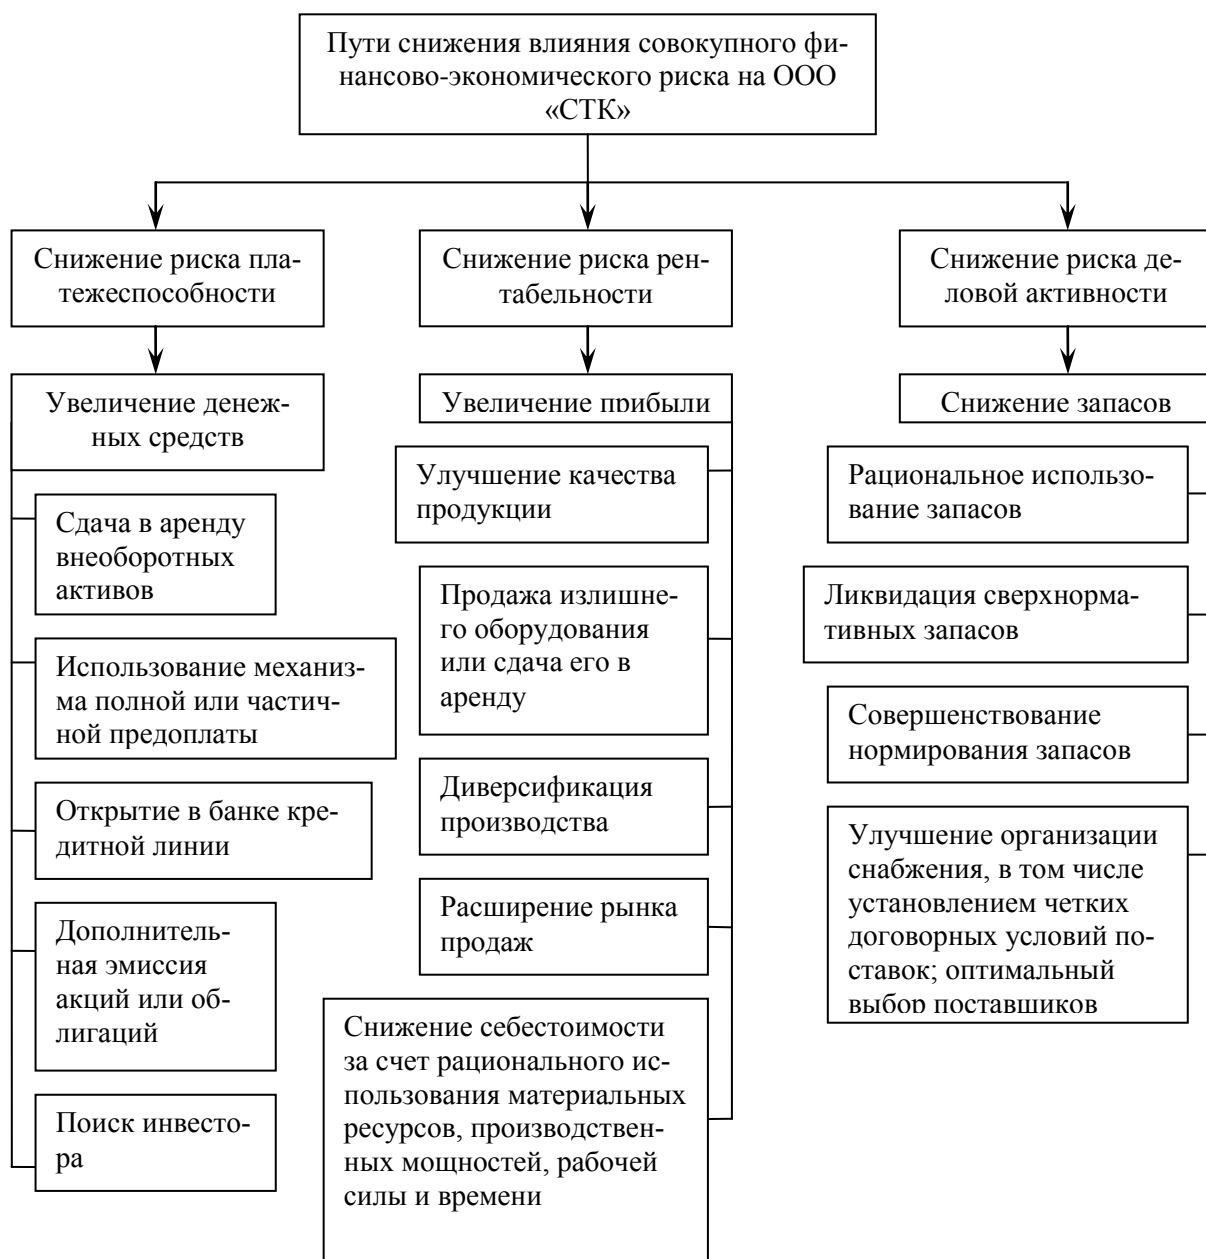 Пути снижения влияния совокупного фи-
нансово-экономического риска на ООО
«СТК»
Снижение риска пла-
тежеспособности
Снижение риска рен-
табельности
Снижение риска де-
ловой активности
Увеличение денеж-
ных средств
Увеличение прибыли
Снижение запасов
Сдача в аренду
внеоборотных
активов
Использование механиз-
ма полной или частич-
ной предоплаты
Открытие в банке кре-
дитной линии
Дополнитель-
ная эмиссия
акций или об-
лигаций
Поиск инвесто-
ра
Улучшение качества
продукции
Продажа излишне-
го оборудования
или сдача его в
аренду
Диверсификация
производства
Расширение рынка
продаж
Снижение себестоимости
за счет рационального ис-
пользования материальных
ресурсов, производствен-
ных мощностей, рабочей
силы и времени
Рациональное использо-
вание запасов
Ликвидация сверхнорма-
тивных запасов
Совершенствование
нормирования запасов
Улучшение организации
снабжения, в том числе
установлением четких
договорных условий по-
ставок; оптимальный
выбор поставщиков